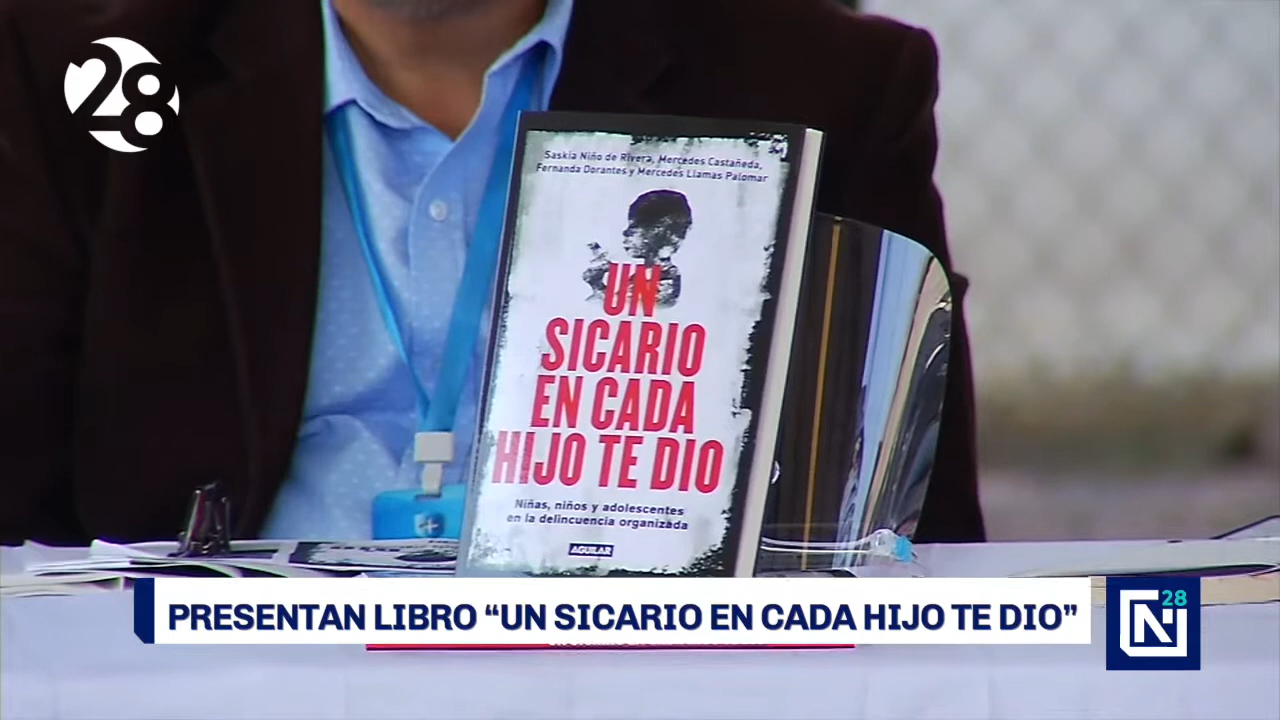 28
Saskia Niño de Rivera, Mercedes Castañeda,
Fernanda Dorantes y Mercedes Llamas Palomar
UN
SICARIO
EN CADA
HIJO TE DIO
Niñas, niños y adolescentes
en la delincuencia organizada
AGUILAR
PRESENTAN LIBRO “UN SICARIO EN CADA HIJO TE DIO”
N 28